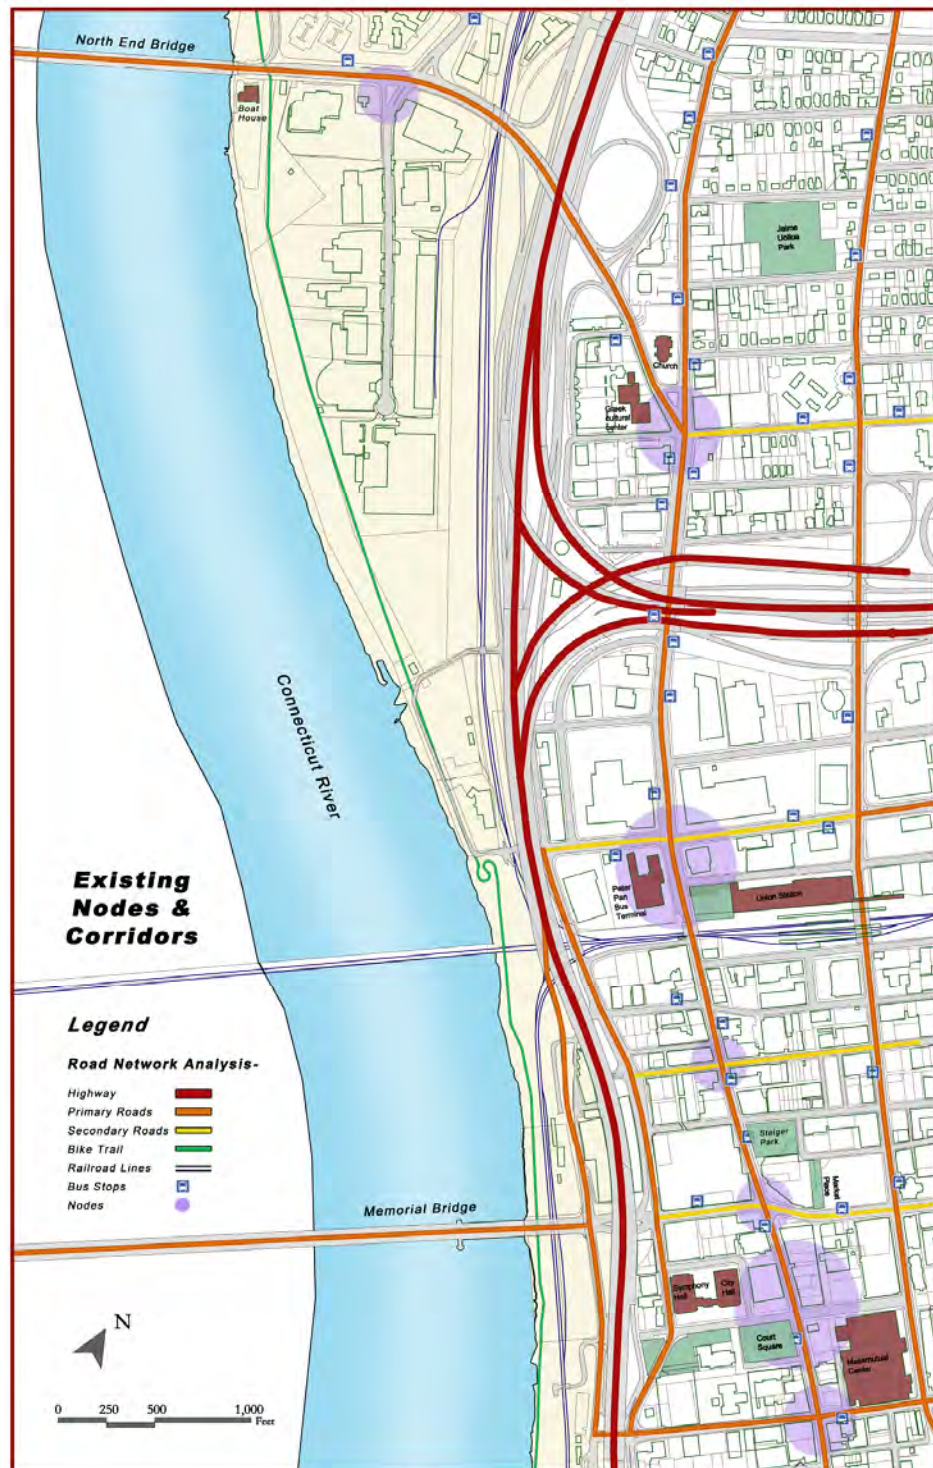 North End Bridge
Boat
House
Jaime
Ulloa
Park
Church
Greek
cultural
center
Connecticut River
Existing
Nodes &
Corridors
Peter
Pan
Bus
Terminal
Union Station
Legend
Road Network Analysis-
Highway
Primary Roads
Secondary Roads
Bike Trail
Railroad Lines
Bus Stops
Nodes
Steiger
Park
Market
Place
Memorial Bridge
Symphony
Hall
City
Hall
Court
Square
Massmutual
Center
N
0 250 500 1,000
Feet